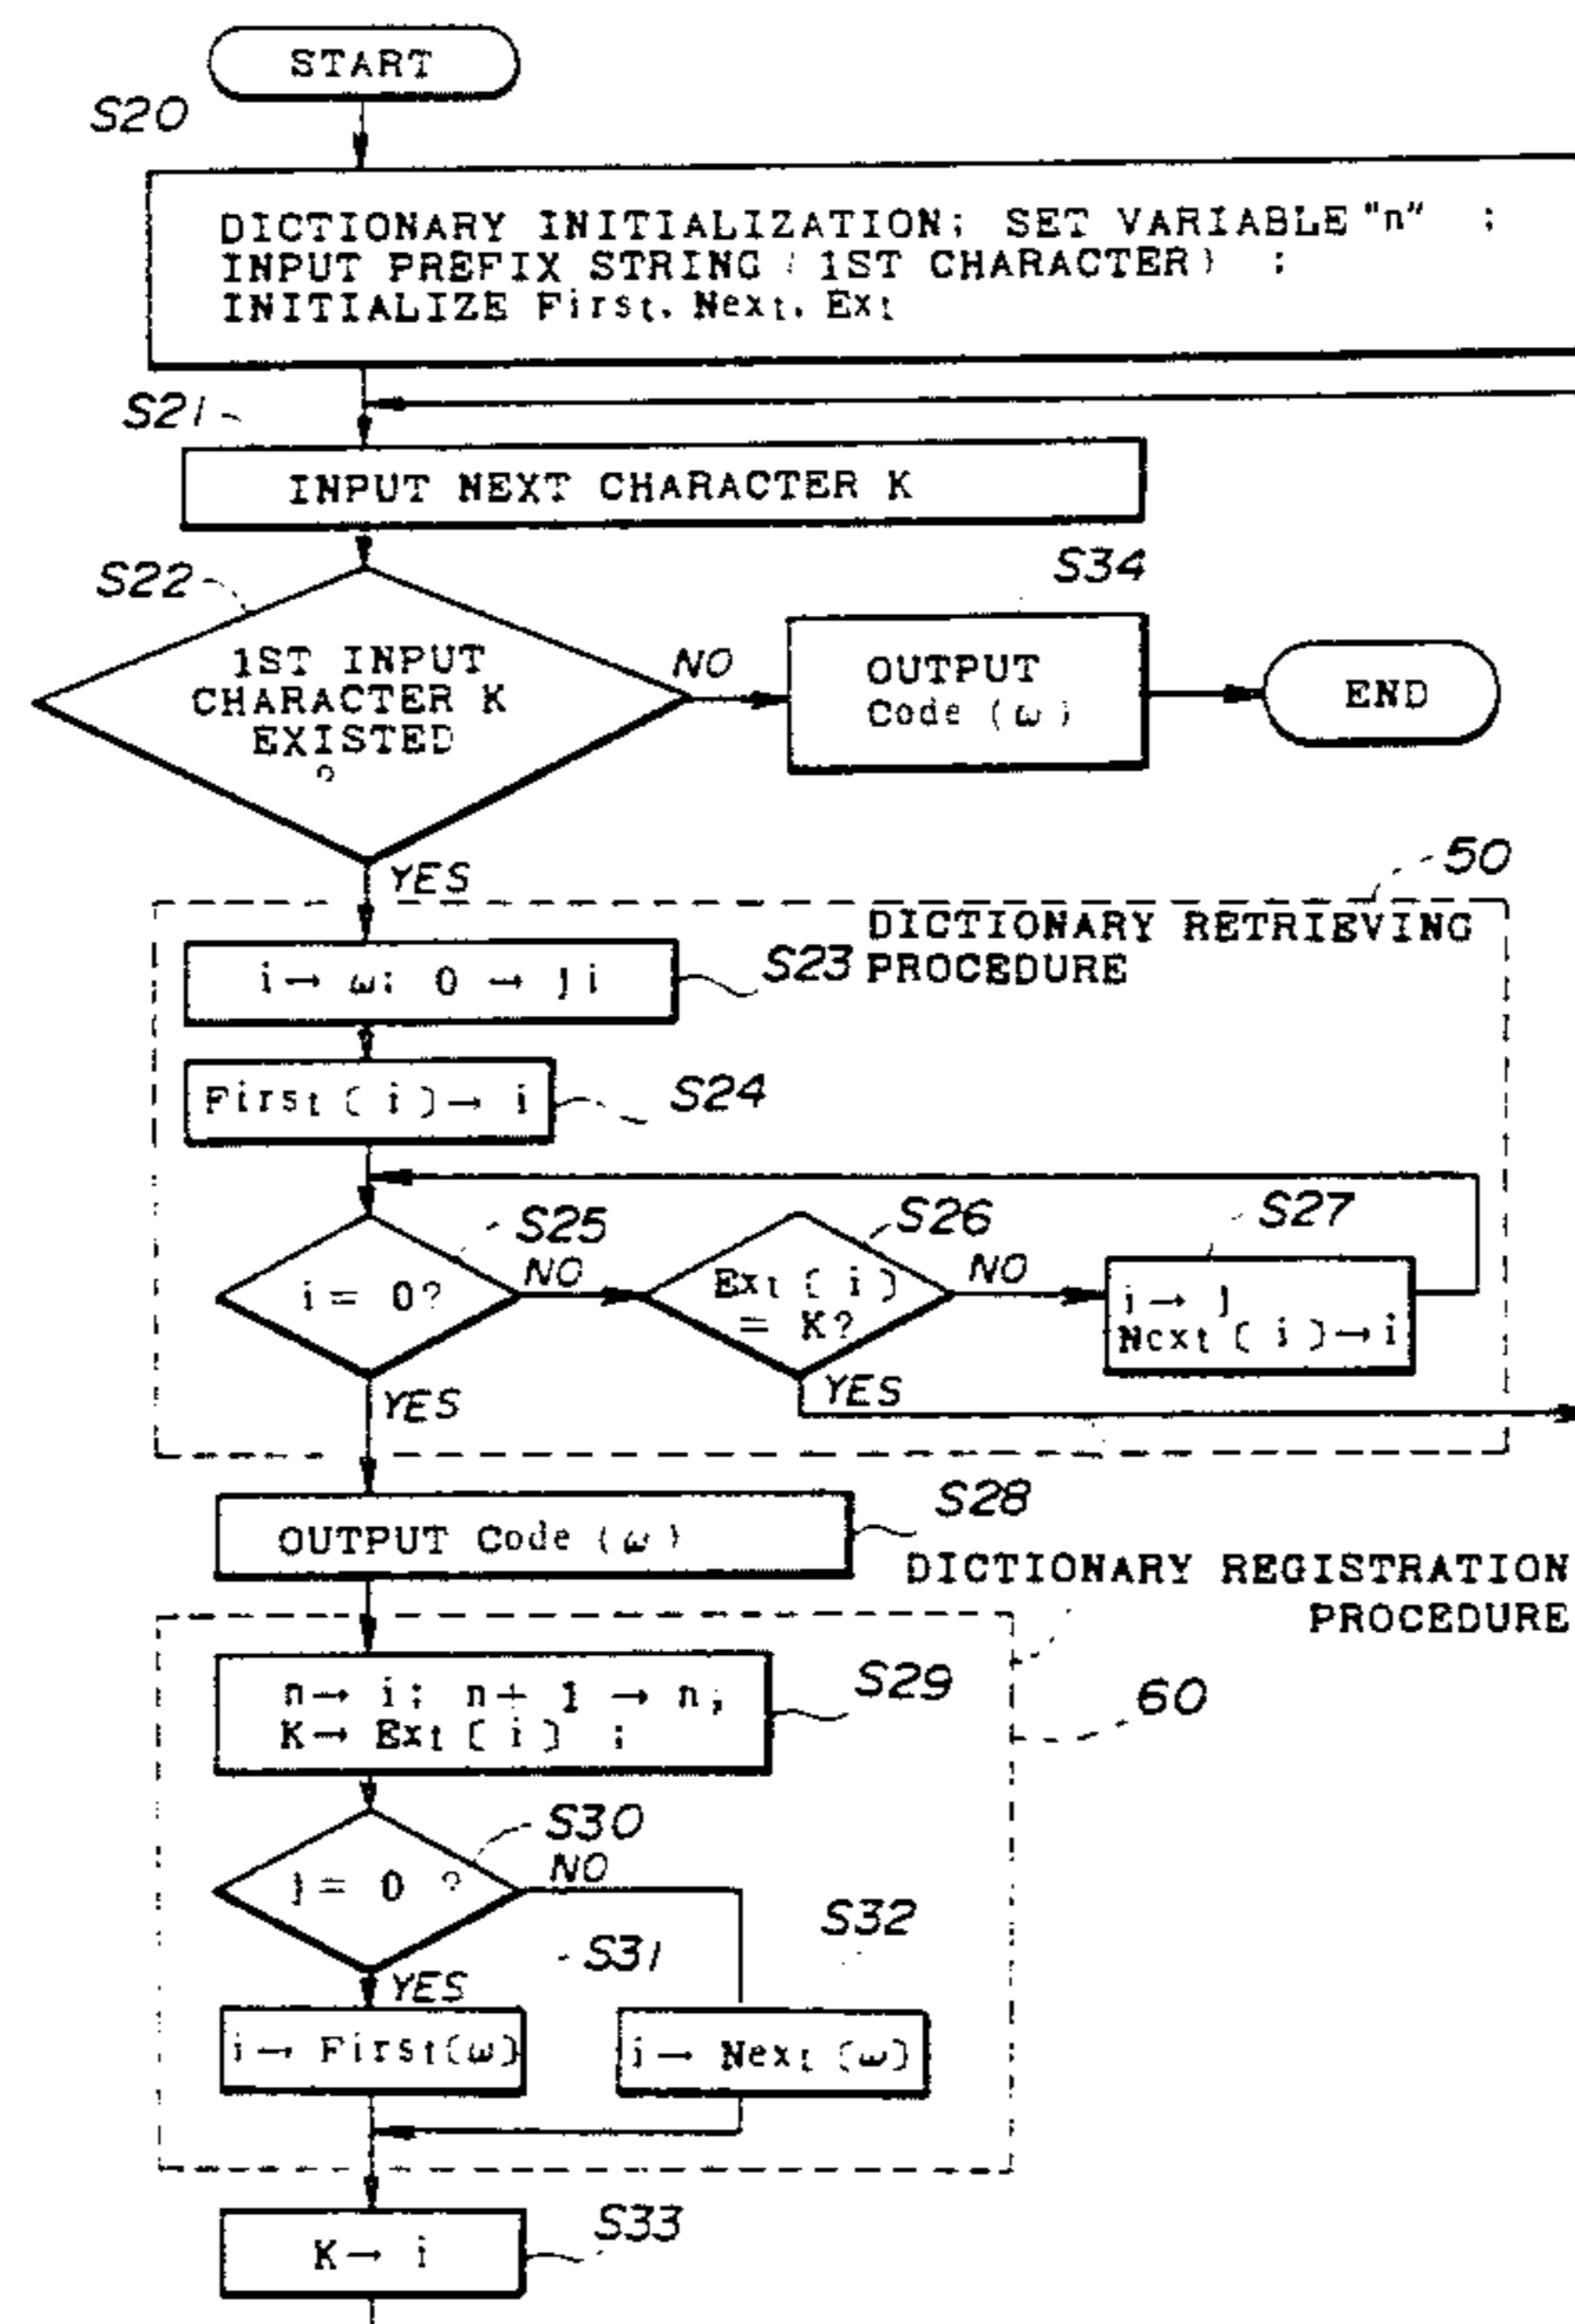 START
S20
DICTIONARY INITIALIZATION; SET VARIABLE "n" ;
INPUT PREFIX STRING (1ST CHARACTER) ;
INITIALIZE First, Next, Ext
S21
INPUT NEXT CHARACTER K
S22
1ST INPUT
CHARACTER K
EXISTED
?
NO
S34
OUTPUT
Code (ω)
END
YES
50
DICTIONARY RETRIEVING
PROCEDURE
i → ω; 0 → j i
S23
First ( i ) → i
S24
i = 0?
S25
NO
Ext ( i )
= K?
S26
NO
S27
i → j
Next ( i ) → i
YES
YES
OUTPUT Code (ω)
S28
DICTIONARY REGISTRATION
PROCEDURE
n → i; n + 1 → n;
K → Ext ( i ) ;
S29
60
j = 0 ?
S30
NO
YES
S31
S32
i → First(ω)
i → Next (ω)
K → i
S33